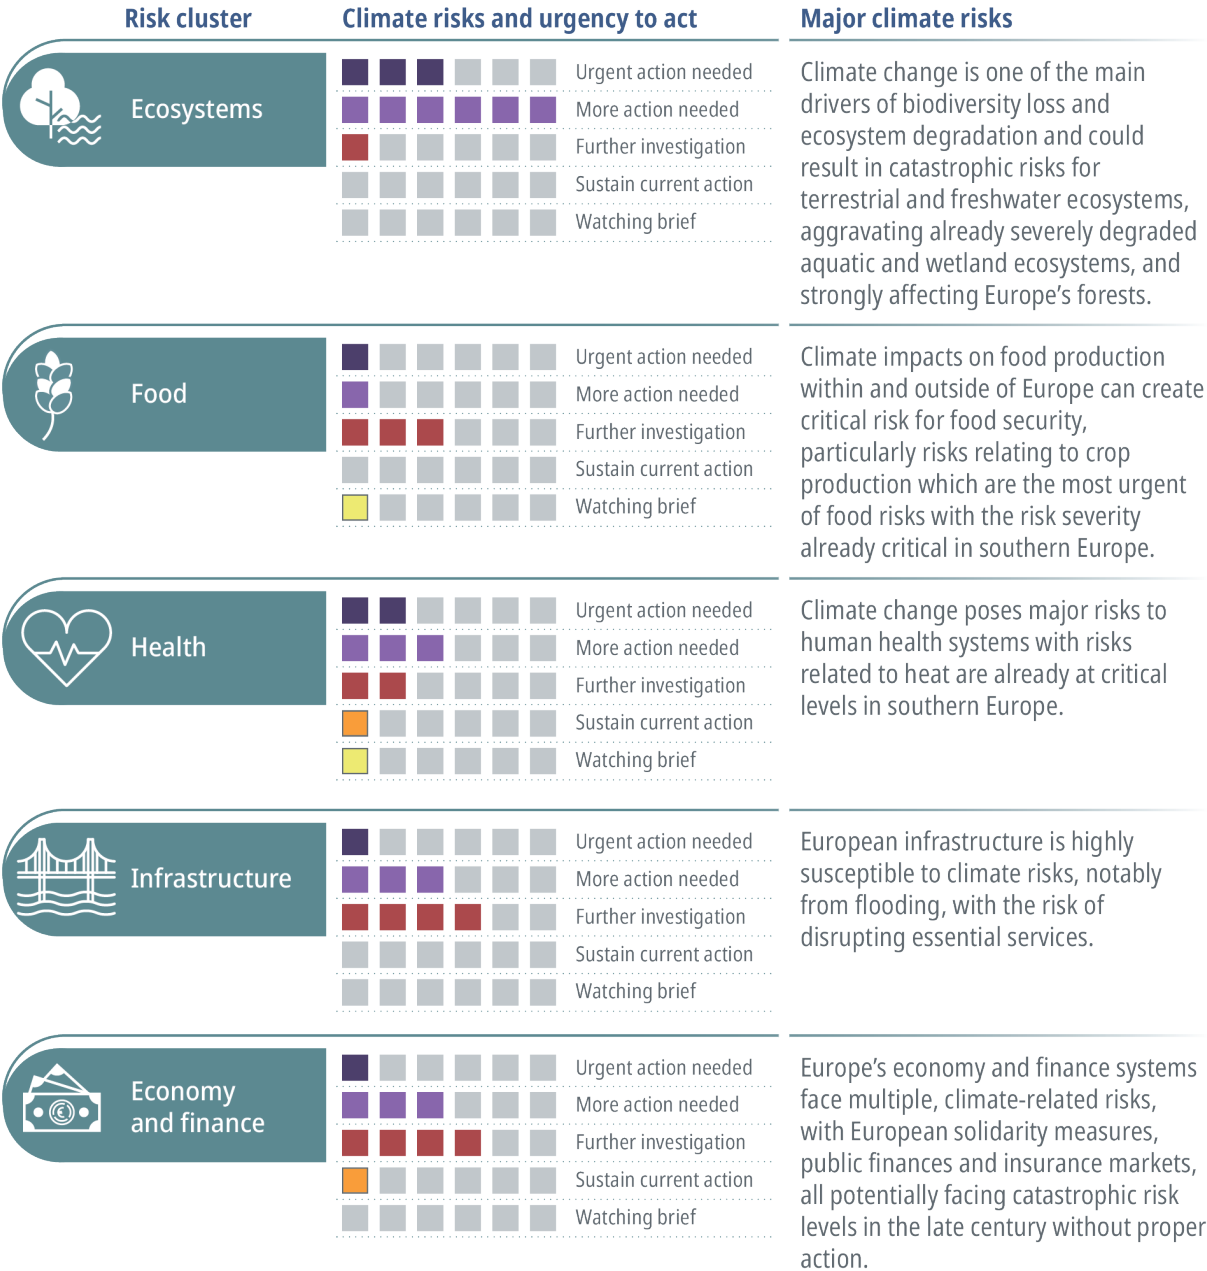 Risk cluster
Climate risks and urgency to act
Major climate risks
Ecosystems
Urgent action needed
More action needed
Further investigation
Sustain current action
Watching brief
Climate change is one of the main
drivers of biodiversity loss and
ecosystem degradation and could
result in catastrophic risks for
terrestrial and freshwater ecosystems,
aggravating already severely degraded
aquatic and wetland ecosystems, and
strongly affecting Europe’s forests.
Food
Urgent action needed
More action needed
Further investigation
Sustain current action
Watching brief
Climate impacts on food production
within and outside of Europe can create
critical risk for food security,
particularly risks relating to crop
production which are the most urgent
of food risks with the risk severity
already critical in southern Europe.
Health
Urgent action needed
More action needed
Further investigation
Sustain current action
Watching brief
Climate change poses major risks to
human health systems with risks
related to heat are already at critical
levels in southern Europe.
Infrastructure
Urgent action needed
More action needed
Further investigation
Sustain current action
Watching brief
European infrastructure is highly
susceptible to climate risks, notably
from flooding, with the risk of
disrupting essential services.
Economy
and finance
Urgent action needed
More action needed
Further investigation
Sustain current action
Watching brief
Europe’s economy and finance systems
face multiple, climate-related risks,
with European solidarity measures,
public finances and insurance markets,
all potentially facing catastrophic risk
levels in the late century without proper
action.